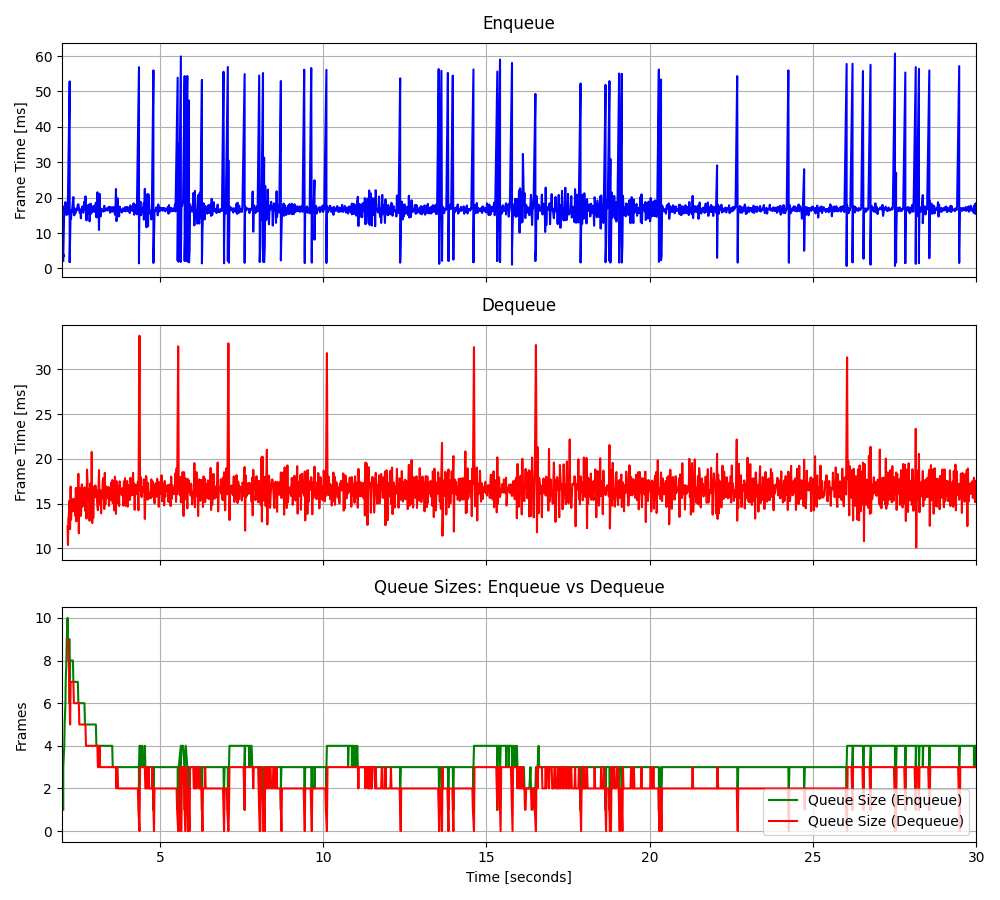 Enqueue
Frame Time [ms]
60
50
40
30
20
10
0
Dequeue
Frame Time [ms]
30
25
20
15
10
Queue Sizes: Enqueue vs Dequeue
Frames
10
8
6
4
2
0
Queue Size (Enqueue)
Queue Size (Dequeue)
5 10 15 20 25 30
Time [seconds]